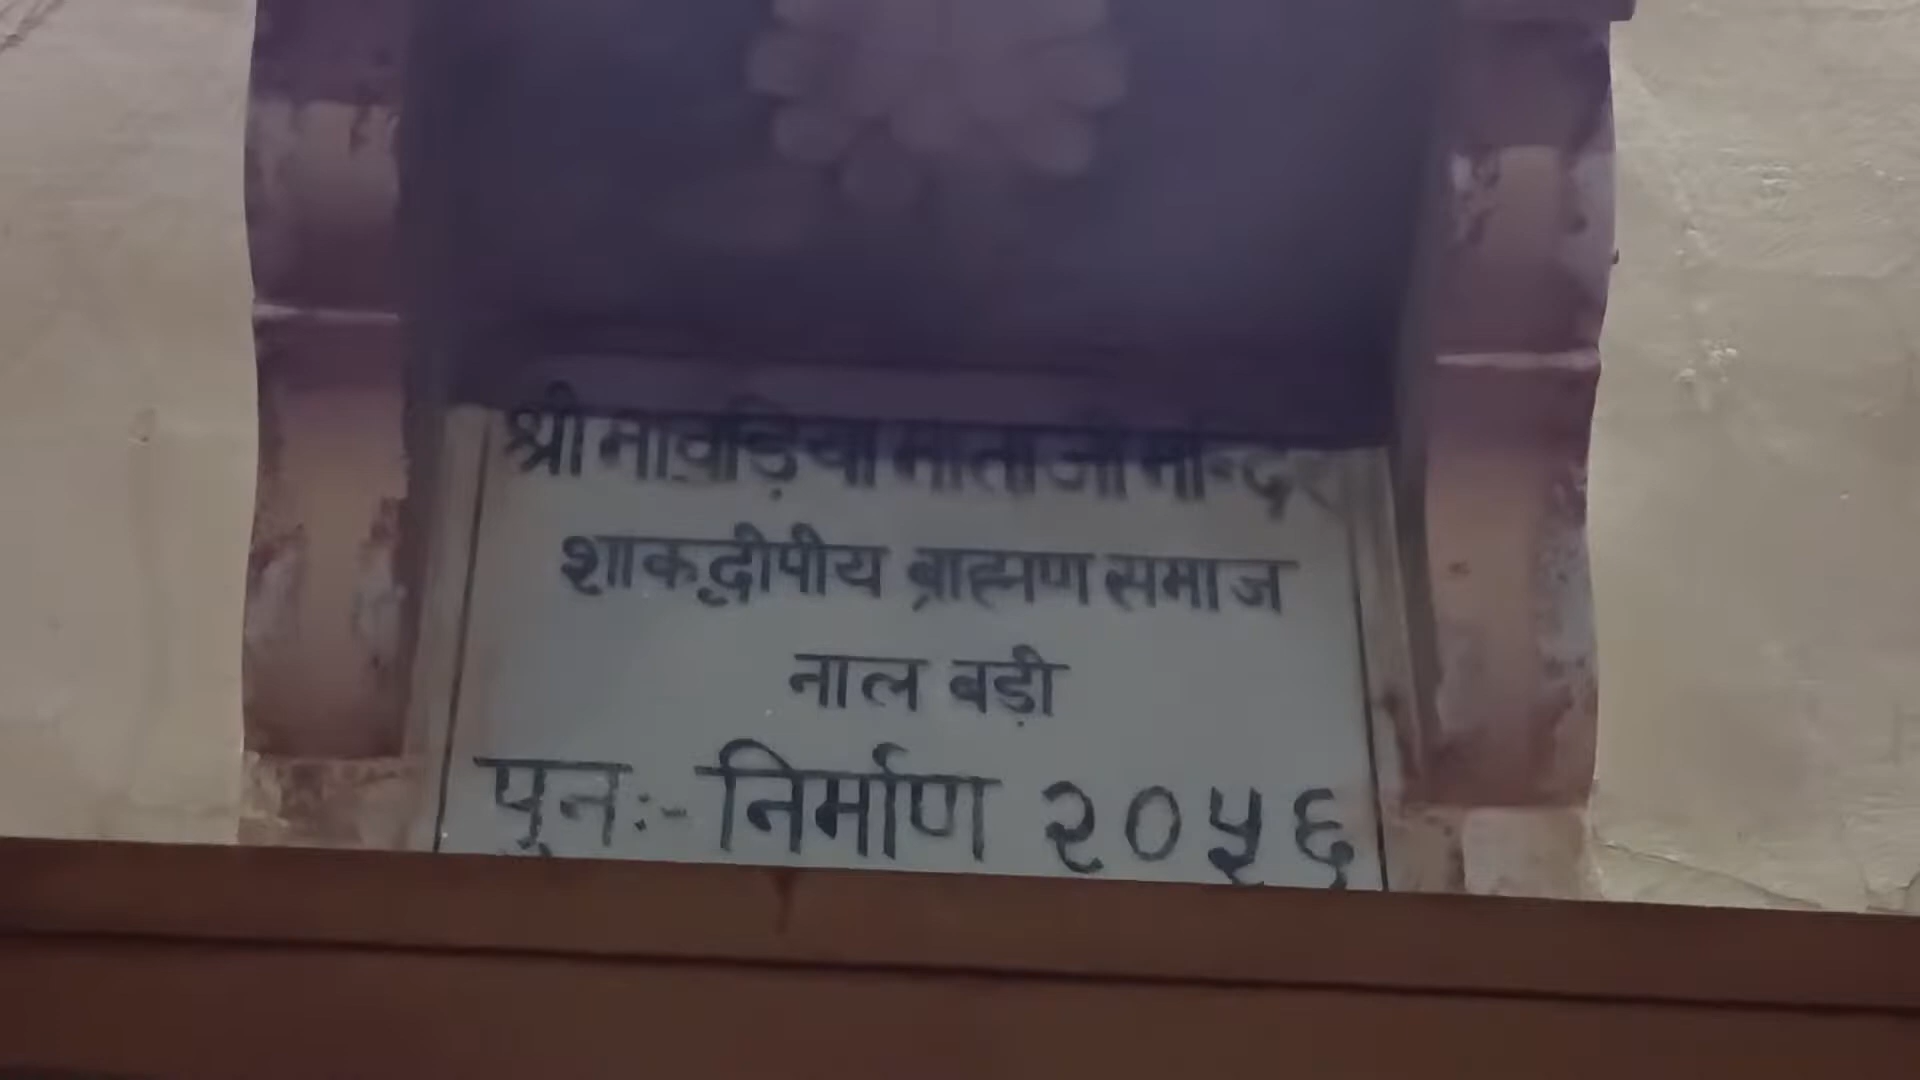 श्री नावड़िया माताजी मन्दिर
शाकद्वीपीय ब्राह्मण समाज
नाल बड़ी
पुनः- निर्माण २०५६